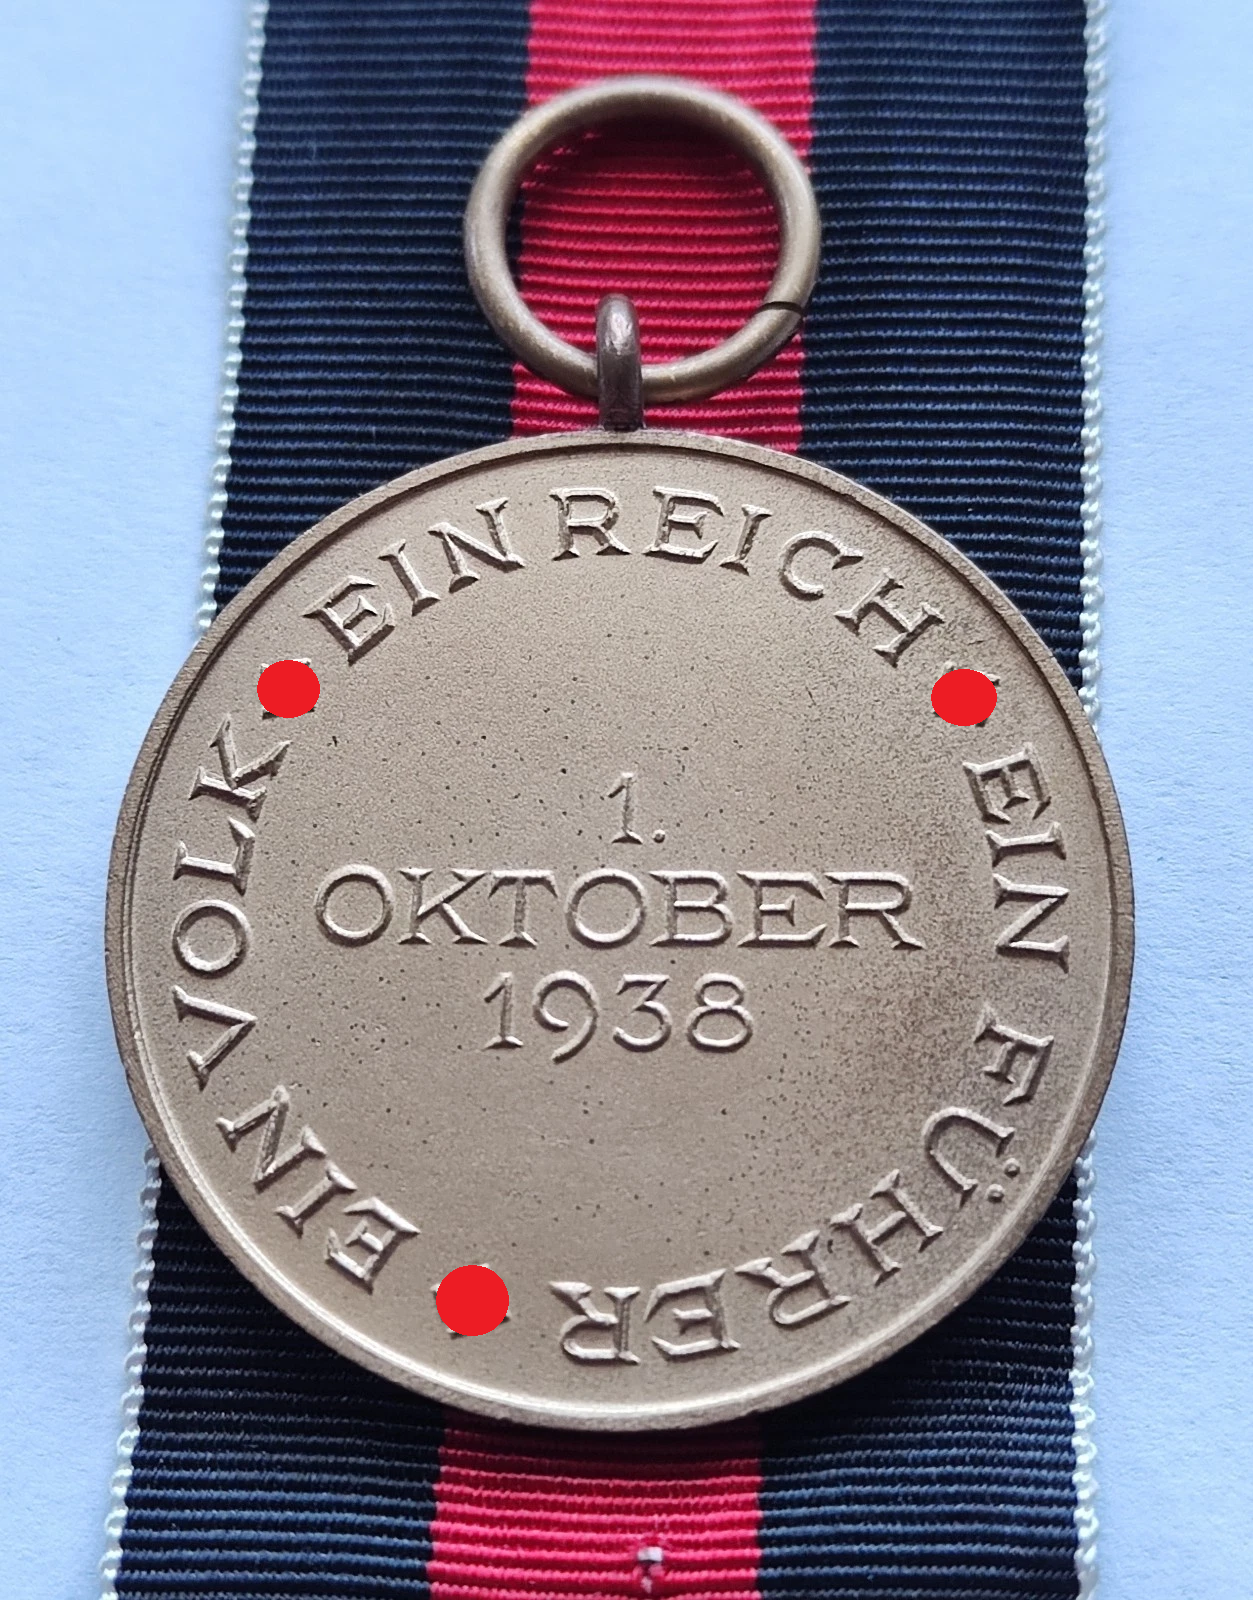 EIN VOLK EIN REICH EIN FÜHRER
1.
OKTOBER
1938